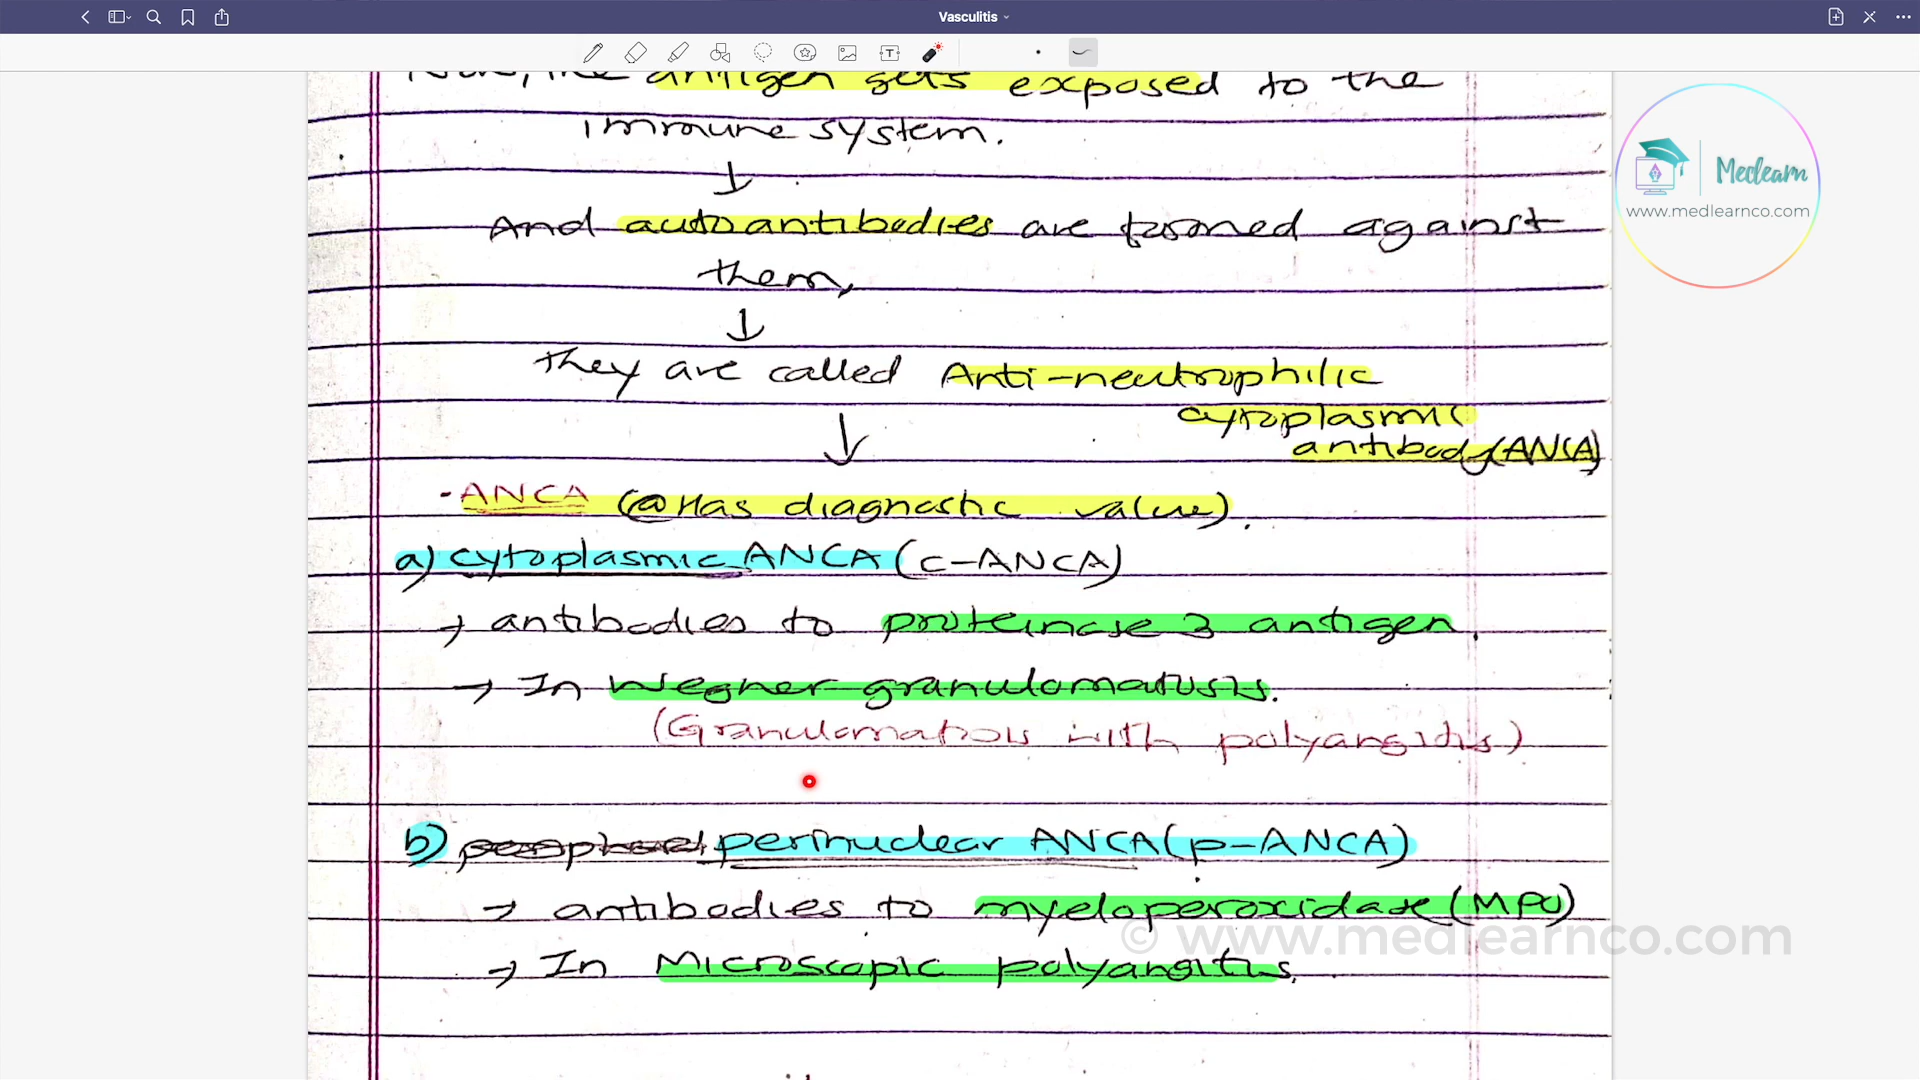 Vasculitis
Now, the antigen gets exposed to the
immune system.
↓
And autoantibodies are formed against
them,
↓
they are called Anti-neutrophilic
cytoplasmic
antibody (ANCA)
↓
- ANCA (@Has diagnostic value).
a) cytoplasmic ANCA (c-ANCA)
→ antibodies to proteinase 3 antigen.
→ In Wegner granulomatosis.
(Granulomatous with polyangitis)
b) perinuclear ANCA (p-ANCA)
→ antibodies to myeloperoxidase (MPO)
→ In Microscopic polyangitis.
Medlearn
www.medlearnco.com
© www.medlearnco.com